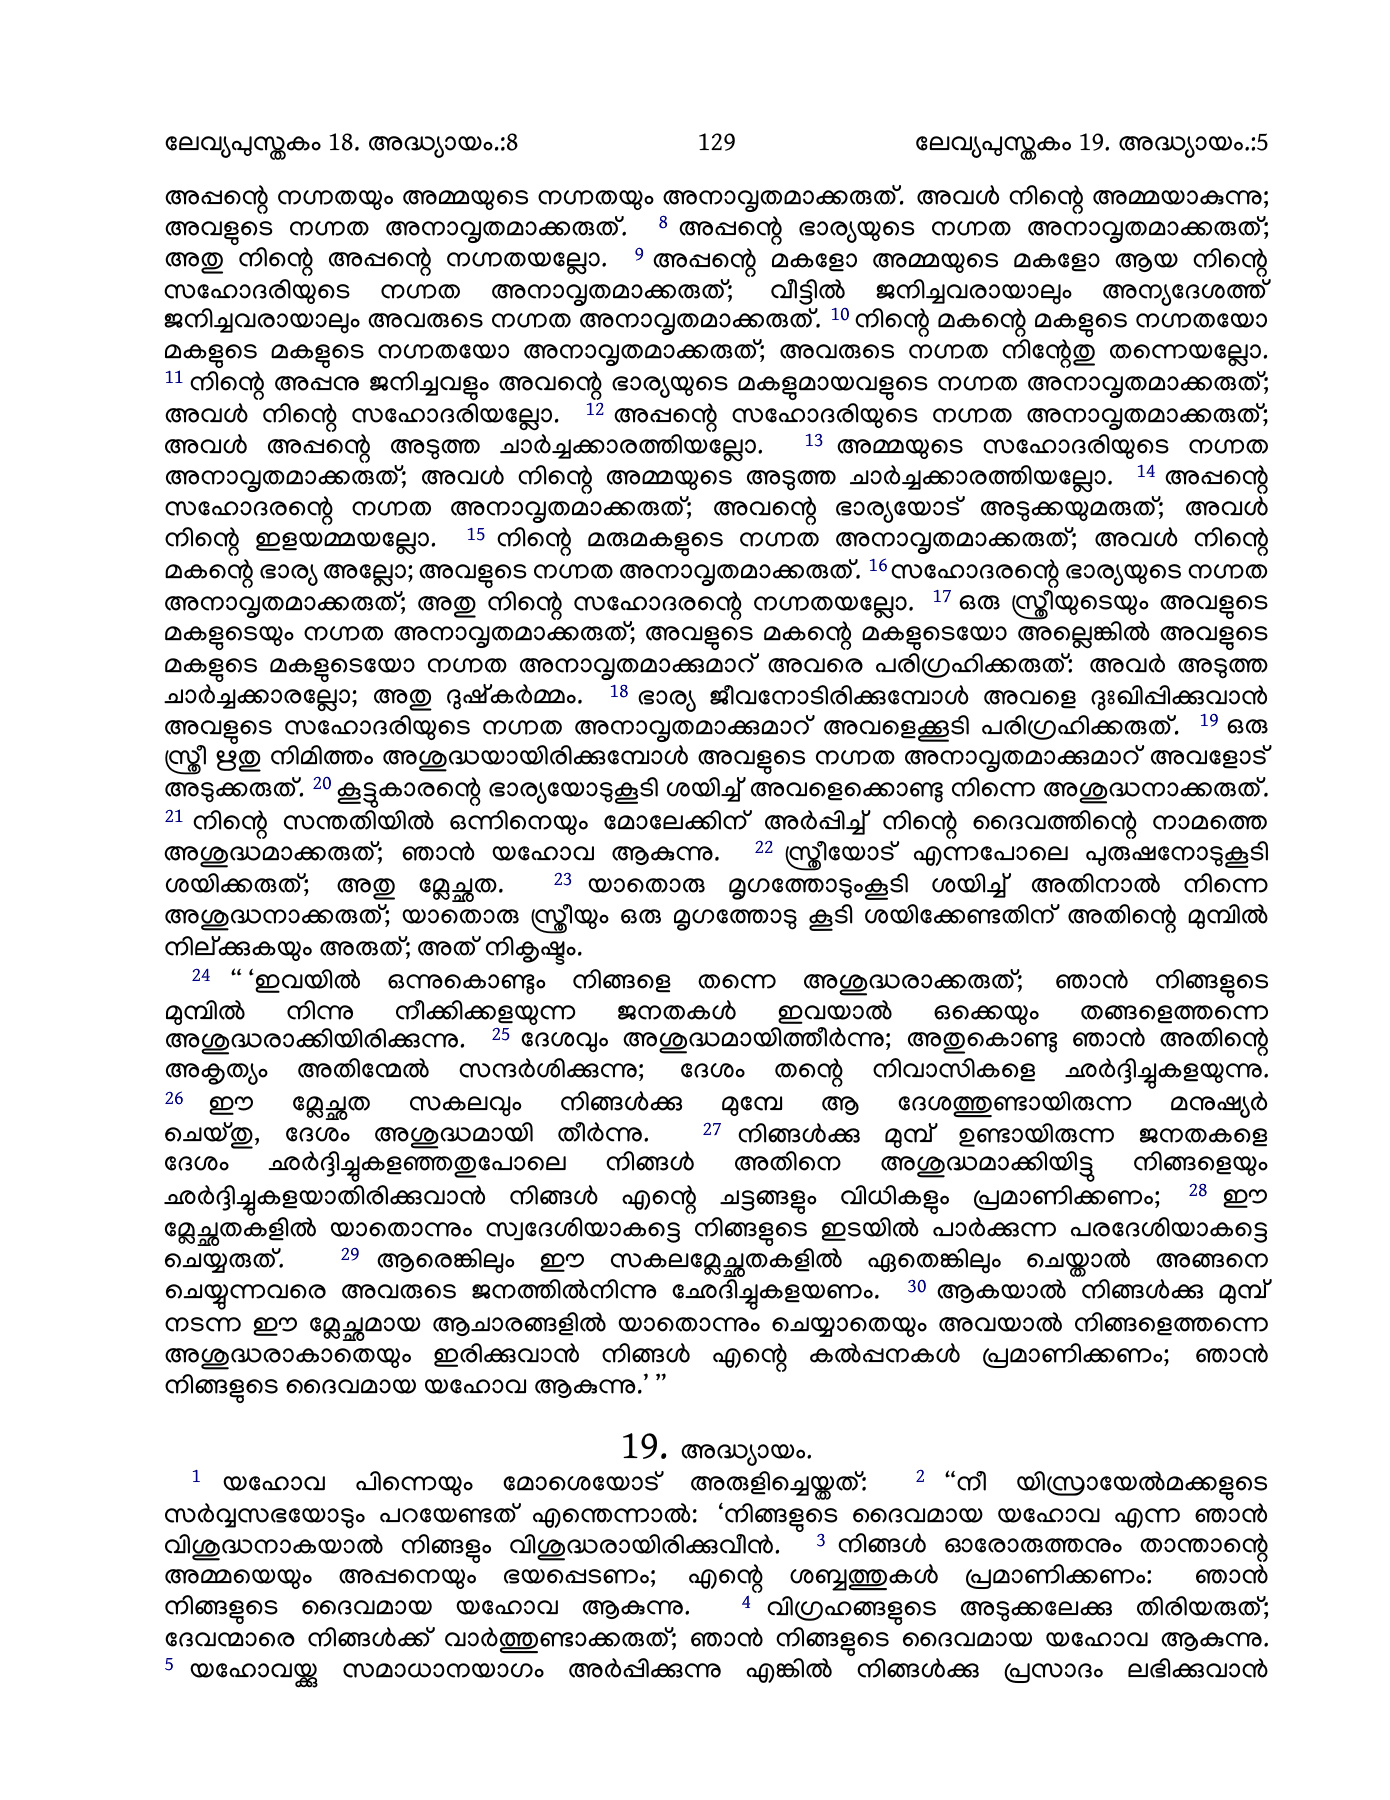 ലേവ്യപുസ്തകം 18. അദ്ധ്യായം.:8 129 ലേവ്യപുസ്തകം 19. അദ്ധ്യായം.:5
അപ്പന്റെ നഗ്നതയും അമ്മയുടെ നഗ്നതയും അനാവൃതമാക്കരുത്. അവൾ നിന്റെ അമ്മയാകുന്നു;
അവളുടെ നഗ്നത അനാവൃതമാക്കരുത്. 8 അപ്പന്റെ ഭാര്യയുടെ നഗ്നത അനാവൃതമാക്കരുത്;
അതു നിന്റെ അപ്പന്റെ നഗ്നതയല്ലോ. 9 അപ്പന്റെ മകളോ അമ്മയുടെ മകളോ ആയ നിന്റെ
സഹോദരിയുടെ നഗ്നത അനാവൃതമാക്കരുത്; വീട്ടിൽ ജനിച്ചവരായാലും അന്യദേശത്ത്
ജനിച്ചവരായാലും അവരുടെ നഗ്നത അനാവൃതമാക്കരുത്. 10 നിന്റെ മകന്റെ മകളുടെ നഗ്നതയോ
മകളുടെ മകളുടെ നഗ്നതയോ അനാവൃതമാക്കരുത്; അവരുടെ നഗ്നത നിന്റേതു തന്നെയല്ലോ.
11 നിന്റെ അപ്പനു ജനിച്ചവളും അവന്റെ ഭാര്യയുടെ മകളുമായവളുടെ നഗ്നത അനാവൃതമാക്കരുത്;
അവൾ നിന്റെ സഹോദരിയല്ലോ. 12 അപ്പന്റെ സഹോദരിയുടെ നഗ്നത അനാവൃതമാക്കരുത്;
അവൾ അപ്പന്റെ അടുത്ത ചാർച്ചക്കാരത്തിയല്ലോ. 13 അമ്മയുടെ സഹോദരിയുടെ നഗ്നത
അനാവൃതമാക്കരുത്; അവൾ നിന്റെ അമ്മയുടെ അടുത്ത ചാർച്ചക്കാരത്തിയല്ലോ. 14 അപ്പന്റെ
സഹോദരന്റെ നഗ്നത അനാവൃതമാക്കരുത്; അവന്റെ ഭാര്യയോട് അടുക്കയുമരുത്; അവൾ
നിന്റെ ഇളയമ്മയല്ലോ. 15 നിന്റെ മരുമകളുടെ നഗ്നത അനാവൃതമാക്കരുത്; അവൾ നിന്റെ
മകന്റെ ഭാര്യ അല്ലോ; അവളുടെ നഗ്നത അനാവൃതമാക്കരുത്. 16 സഹോദരന്റെ ഭാര്യയുടെ നഗ്നത
അനാവൃതമാക്കരുത്; അതു നിന്റെ സഹോദരന്റെ നഗ്നതയല്ലോ. 17 ഒരു സ്ത്രീയുടെയും അവളുടെ
മകളുടെയും നഗ്നത അനാവൃതമാക്കരുത്; അവളുടെ മകന്റെ മകളുടെയോ അല്ലെങ്കിൽ അവളുടെ
മകളുടെ മകളുടെയോ നഗ്നത അനാവൃതമാക്കുമാറ് അവരെ പരിഗ്രഹിക്കരുത്: അവർ അടുത്ത
ചാർച്ചക്കാരല്ലോ; അതു ദുഷ്കർമ്മം. 18 ഭാര്യ ജീവനോടിരിക്കുമ്പോൾ അവളെ ദുഃഖിപ്പിക്കുവാൻ
അവളുടെ സഹോദരിയുടെ നഗ്നത അനാവൃതമാക്കുമാറ് അവളെക്കൂടി പരിഗ്രഹിക്കരുത്. 19 ഒരു
സ്ത്രീ ഋതു നിമിത്തം അശുദ്ധയായിരിക്കുമ്പോൾ അവളുടെ നഗ്നത അനാവൃതമാക്കുമാറ് അവളോട്
അടുക്കരുത്. 20 കൂട്ടുകാരന്റെ ഭാര്യയോടുകൂടി ശയിച്ച് അവളെക്കൊണ്ടു നിന്നെ അശുദ്ധനാക്കരുത്.
21 നിന്റെ സന്തതിയിൽ ഒന്നിനെയും മോലേക്കിന് അർപ്പിച്ച് നിന്റെ ദൈവത്തിന്റെ നാമത്തെ
അശുദ്ധമാക്കരുത്; ഞാൻ യഹോവ ആകുന്നു. 22 സ്ത്രീയോട് എന്നപോലെ പുരുഷനോടുകൂടി
ശയിക്കരുത്; അതു മ്ലേച്ഛത. 23 യാതൊരു മൃഗത്തോടുംകൂടി ശയിച്ച് അതിനാൽ നിന്നെ
അശുദ്ധനാക്കരുത്; യാതൊരു സ്ത്രീയും ഒരു മൃഗത്തോടു കൂടി ശയിക്കേണ്ടതിന് അതിന്റെ മുമ്പിൽ
നില്ക്കുകയും അരുത്; അത് നികൃഷ്ടം.
24 “ ‘ഇവയിൽ ഒന്നുകൊണ്ടും നിങ്ങളെ തന്നെ അശുദ്ധരാക്കരുത്; ഞാൻ നിങ്ങളുടെ
മുമ്പിൽ നിന്നു നീക്കിക്കളയുന്ന ജനതകൾ ഇവയാൽ ഒക്കെയും തങ്ങളെത്തന്നെ
അശുദ്ധരാക്കിയിരിക്കുന്നു. 25 ദേശവും അശുദ്ധമായിത്തീർന്നു; അതുകൊണ്ടു ഞാൻ അതിന്റെ
അകൃത്യം അതിന്മേൽ സന്ദർശിക്കുന്നു; ദേശം തന്റെ നിവാസികളെ ഛർദ്ദിച്ചുകളയുന്നു.
26 ഈ മ്ലേച്ഛത സകലവും നിങ്ങൾക്കു മുമ്പേ ആ ദേശത്തുണ്ടായിരുന്ന മനുഷ്യർ
ചെയ്തു, ദേശം അശുദ്ധമായി തീർന്നു. 27 നിങ്ങൾക്കു മുമ്പ് ഉണ്ടായിരുന്ന ജനതകളെ
ദേശം ഛർദ്ദിച്ചുകളഞ്ഞതുപോലെ നിങ്ങൾ അതിനെ അശുദ്ധമാക്കിയിട്ടു നിങ്ങളെയും
ഛർദ്ദിച്ചുകളയാതിരിക്കുവാൻ നിങ്ങൾ എന്റെ ചട്ടങ്ങളും വിധികളും പ്രമാണിക്കണം; 28 ഈ
മ്ലേച്ഛതകളിൽ യാതൊന്നും സ്വദേശിയാകട്ടെ നിങ്ങളുടെ ഇടയിൽ പാർക്കുന്ന പരദേശിയാകട്ടെ
ചെയ്യരുത്. 29 ആരെങ്കിലും ഈ സകലമ്ലേച്ഛതകളിൽ ഏതെങ്കിലും ചെയ്താൽ അങ്ങനെ
ചെയ്യുന്നവരെ അവരുടെ ജനത്തിൽനിന്നു ഛേദിച്ചുകളയണം. 30 ആകയാൽ നിങ്ങൾക്കു മുമ്പ്
നടന്ന ഈ മ്ലേച്ഛമായ ആചാരങ്ങളിൽ യാതൊന്നും ചെയ്യാതെയും അവയാൽ നിങ്ങളെത്തന്നെ
അശുദ്ധരാകാതെയും ഇരിക്കുവാൻ നിങ്ങൾ എന്റെ കൽപ്പനകൾ പ്രമാണിക്കണം; ഞാൻ
നിങ്ങളുടെ ദൈവമായ യഹോവ ആകുന്നു.’ ”
19. അദ്ധ്യായം.
1 യഹോവ പിന്നെയും മോശെയോട് അരുളിച്ചെയ്തത്: 2 “നീ യിസ്രായേൽമക്കളുടെ
സർവ്വസഭയോടും പറയേണ്ടത് എന്തെന്നാൽ: ‘നിങ്ങളുടെ ദൈവമായ യഹോവ എന്ന ഞാൻ
വിശുദ്ധനാകയാൽ നിങ്ങളും വിശുദ്ധരായിരിക്കുവീൻ. 3 നിങ്ങൾ ഓരോരുത്തനും താന്താന്റെ
അമ്മയെയും അപ്പനെയും ഭയപ്പെടണം; എന്റെ ശബ്ബത്തുകൾ പ്രമാണിക്കണം: ഞാൻ
നിങ്ങളുടെ ദൈവമായ യഹോവ ആകുന്നു. 4 വിഗ്രഹങ്ങളുടെ അടുക്കലേക്കു തിരിയരുത്;
ദേവന്മാരെ നിങ്ങൾക്ക് വാർത്തുണ്ടാക്കരുത്; ഞാൻ നിങ്ങളുടെ ദൈവമായ യഹോവ ആകുന്നു.
5 യഹോവയ്ക്കു സമാധാനയാഗം അർപ്പിക്കുന്നു എങ്കിൽ നിങ്ങൾക്കു പ്രസാദം ലഭിക്കുവാൻ